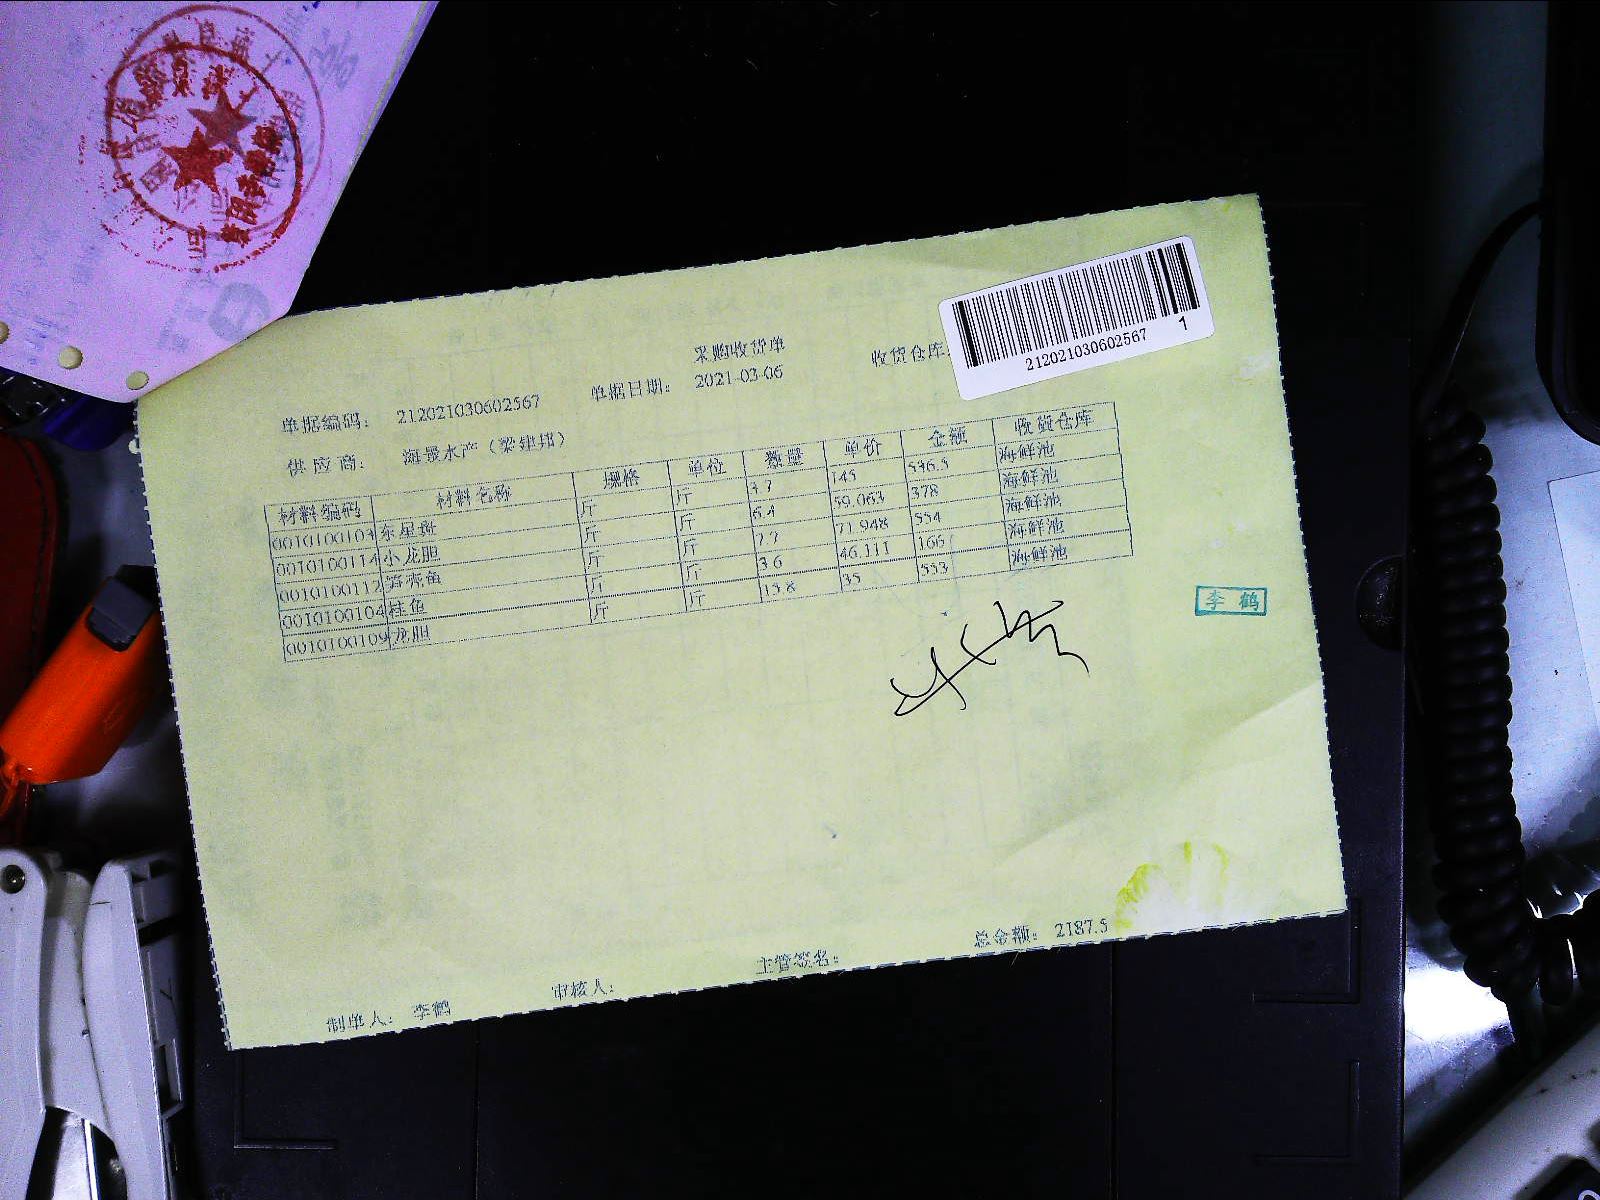 212021030602567 1
采购收货单
单据编码: 212021030602567 单据日期: 2021-03-06 收货仓库:
供应商: 水产（梁建邦）
材料编码 材料名称 规格 单位 数量 单价 金额 收货仓库
东星斑 斤 斤 3.7 145 536.5 海鲜池
0010100114 小龙胆 斤 斤 6.4 59.063 378 海鲜池
0010100112 笋壳鱼 斤 斤 7.7 71.948 554 海鲜池
0010100104 桂鱼 斤 斤 3.6 46.111 166 海鲜池
0010100109 龙胆 斤 斤 15.8 35 553 海鲜池
李鹤
制单人: 李鹤 审核人: 主管签名: 总金额: 2187.5